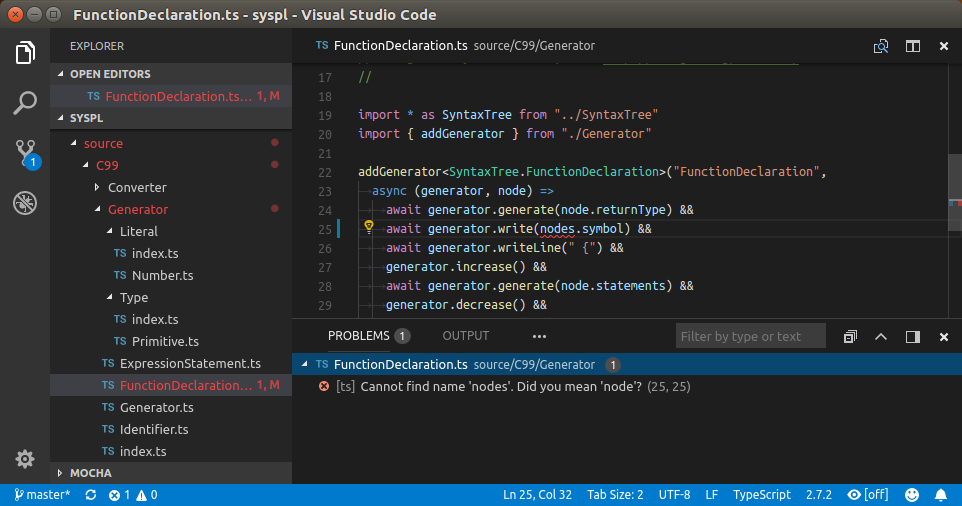 FunctionDeclaration.ts - syspl - Visual Studio Code
EXPLORER
OPEN EDITORS
TS FunctionDeclaration.ts... 1, M
SYSPL
source
C99
Converter
Generator
Literal
TS index.ts
TS Number.ts
Type
TS index.ts
TS Primitive.ts
TS ExpressionStatement.ts
TS FunctionDeclaration... 1, M
TS Generator.ts
TS Identifier.ts
TS index.ts
MOCHA
1
TS FunctionDeclaration.ts source/C99/Generator
17 //
18
19 import * as SyntaxTree from "../SyntaxTree"
20 import { addGenerator } from "./Generator"
21
22 addGenerator<SyntaxTree.FunctionDeclaration>("FunctionDeclaration",
23 async (generator, node) =>
24 await generator.generate(node.returnType) &&
25 await generator.write(nodes.symbol) &&
26 await generator.writeLine(" {") &&
27 generator.increase() &&
28 await generator.generate(node.statements) &&
29 generator.decrease() &&
PROBLEMS 1 OUTPUT ••• Filter by type or text
TS FunctionDeclaration.ts source/C99/Generator 1
[ts] Cannot find name 'nodes'. Did you mean 'node'? (25, 25)
master* 1 0 Ln 25, Col 32 Tab Size: 2 UTF-8 LF TypeScript 2.7.2 [off]